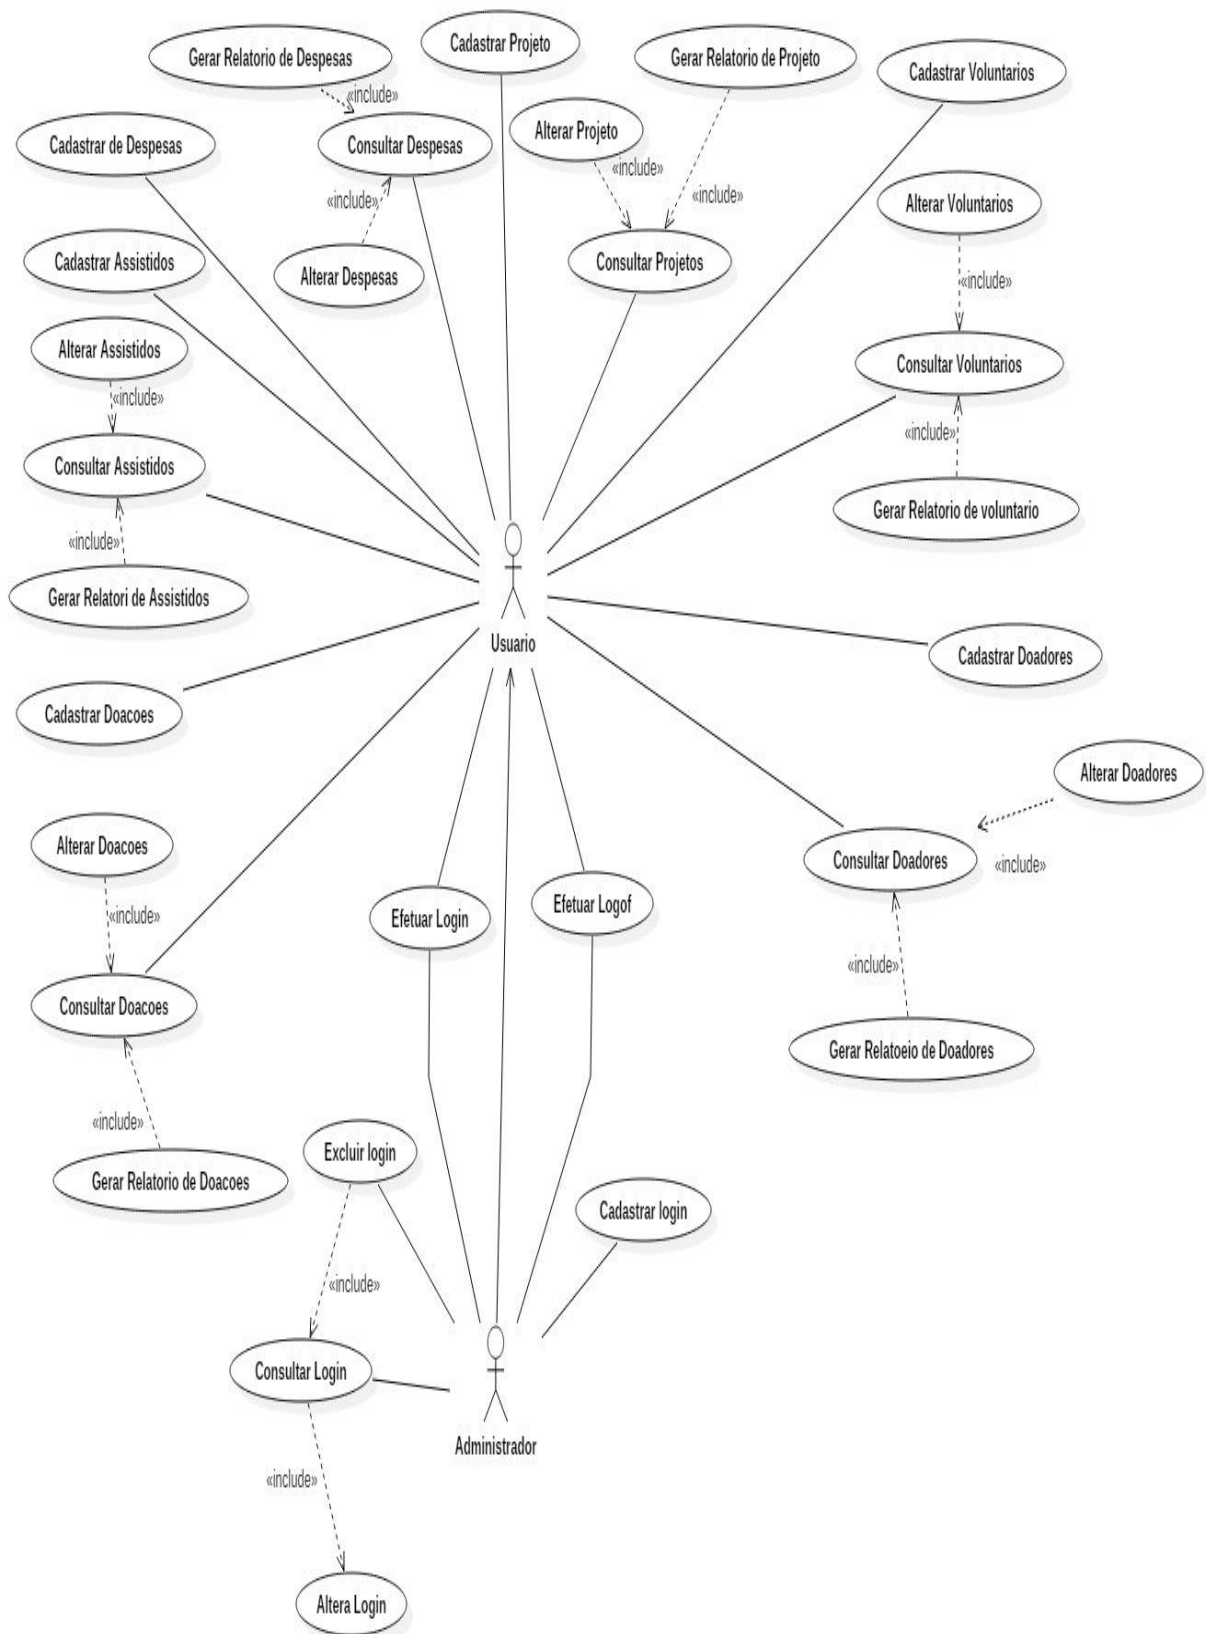 Cadastrar Projeto
Gerar Relatorio de Despesas
Gerar Relatorio de Projeto
Cadastrar Voluntarios
«include»
Alterar Projeto
Cadastrar de Despesas
Consultar Despesas
«include»
«include»
«include»
Alterar Voluntarios
Cadastrar Assistidos
Consultar Projetos
Alterar Despesas
«include»
Alterar Assistidos
Consultar Voluntarios
«include»
«include»
Consultar Assistidos
Gerar Relatorio de voluntario
«include»
Gerar Relatori de Assistidos
Usuario
Cadastrar Doadores
Cadastrar Doacoes
Alterar Doadores
Alterar Doacoes
Consultar Doadores
«include»
Efetuar Login
Efetuar Logof
«include»
«include»
Consultar Doacoes
Gerar Relatoeio de Doadores
«include»
Excluir login
Gerar Relatorio de Doacoes
Cadastrar login
«include»
Consultar Login
Administrador
«include»
Altera Login